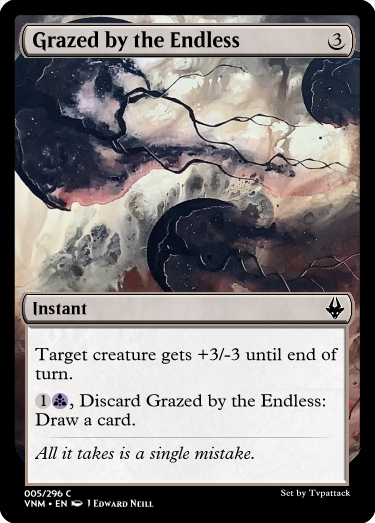 Grazed by the Endless 3
Instant
Target creature gets +3/-3 until end of
turn.
1, Discard Grazed by the Endless:
Draw a card.
All it takes is a single mistake.
005/296 C
VNM • EN J Edward Neill
Set by Tvpattack